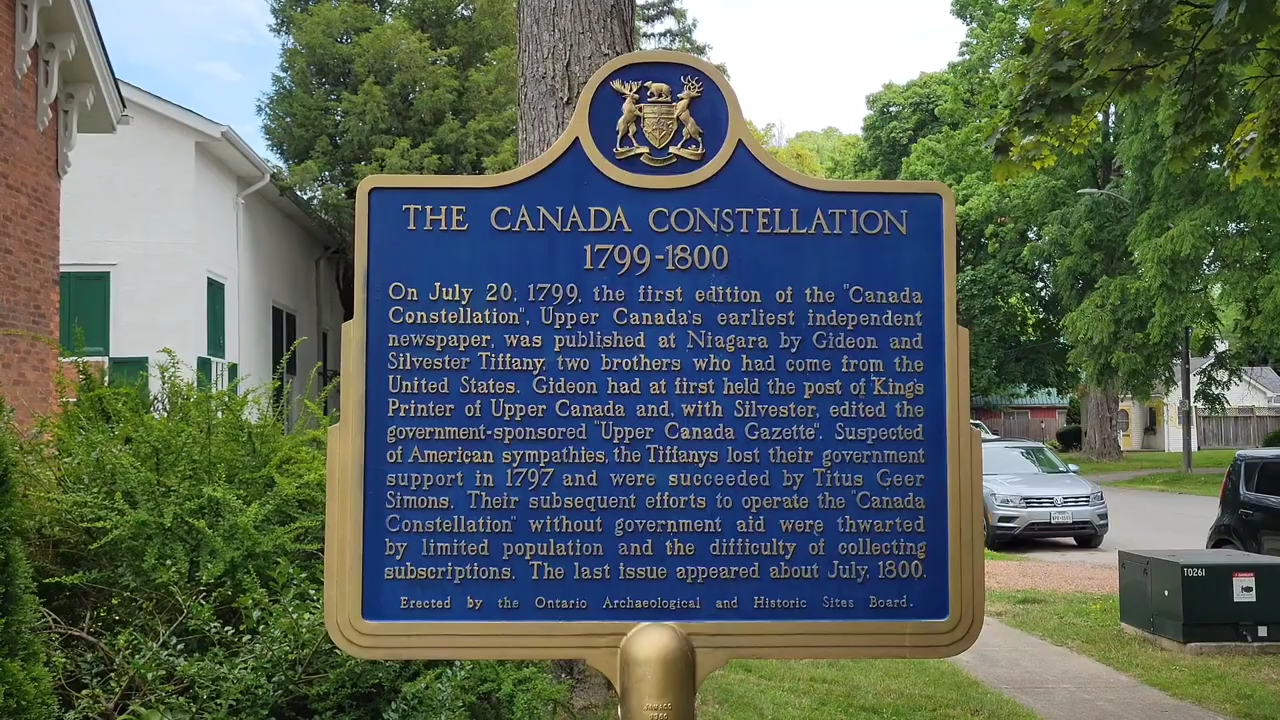 THE CANADA CONSTELLATION
1799-1800
On July 20, 1799, the first edition of the "Canada
Constellation", Upper Canada's earliest independent
newspaper, was published at Niagara by Gideon and
Silvester Tiffany, two brothers who had come from the
United States. Gideon had at first held the post of King's
Printer of Upper Canada and, with Silvester, edited the
government-sponsored "Upper Canada Gazette". Suspected
of American sympathies, the Tiffanys lost their government
support in 1797 and were succeeded by Titus Geer
Simons. Their subsequent efforts to operate the "Canada
Constellation" without government aid were thwarted
by limited population and the difficulty of collecting
subscriptions. The last issue appeared about July, 1800.
Erected by the Ontario Archaeological and Historic Sites Board.
T0261